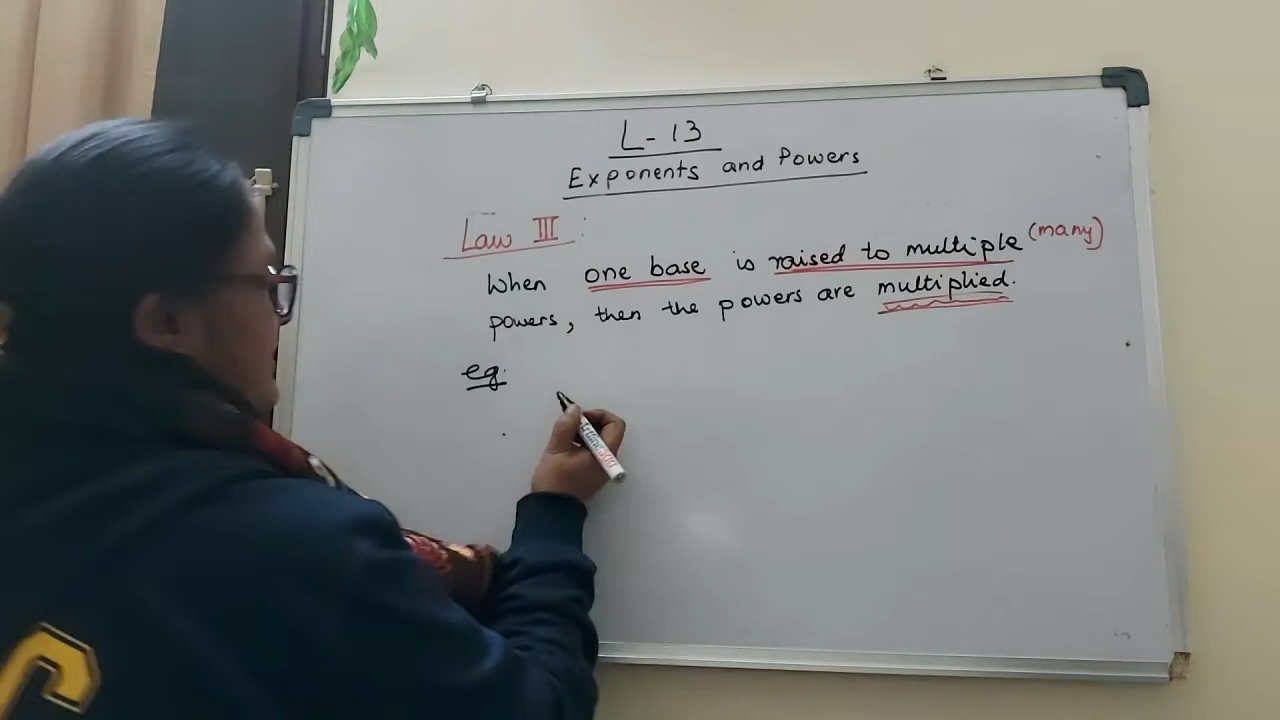 L-13
Exponents and Powers
Law III :
When one base is raised to multiple (many)
powers, then the powers are multiplied.
eg: